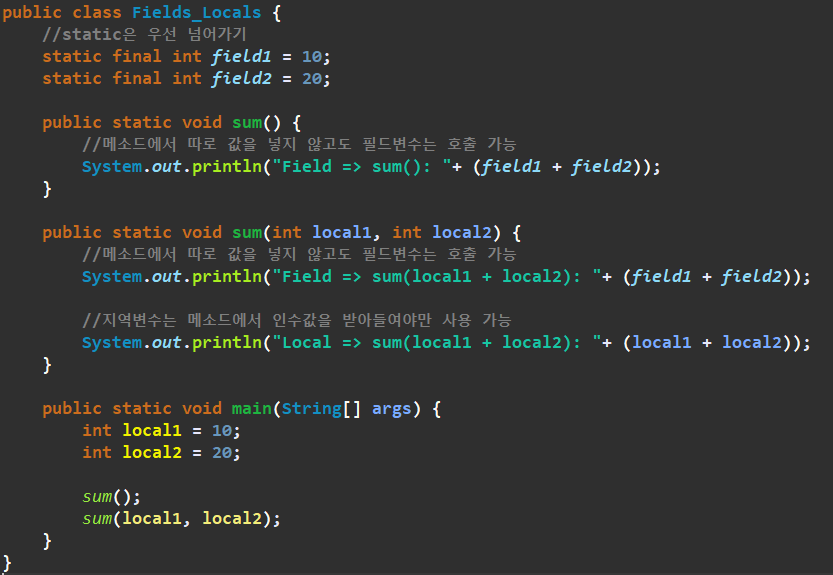 public class Fields_Locals {
//static은 우선 넘어가기
static final int field1 = 10;
static final int field2 = 20;
public static void sum() {
//메소드에서 따로 값을 넣지 않고도 필드변수는 호출 가능
System.out.println("Field => sum(): "+ (field1 + field2));
}
public static void sum(int local1, int local2) {
//메소드에서 따로 값을 넣지 않고도 필드변수는 호출 가능
System.out.println("Field => sum(local1 + local2): "+ (field1 + field2));
//지역변수는 메소드에서 인수값을 받아들여야만 사용 가능
System.out.println("Local => sum(local1 + local2): "+ (local1 + local2));
}
public static void main(String[] args) {
int local1 = 10;
int local2 = 20;
sum();
sum(local1, local2);
}
}